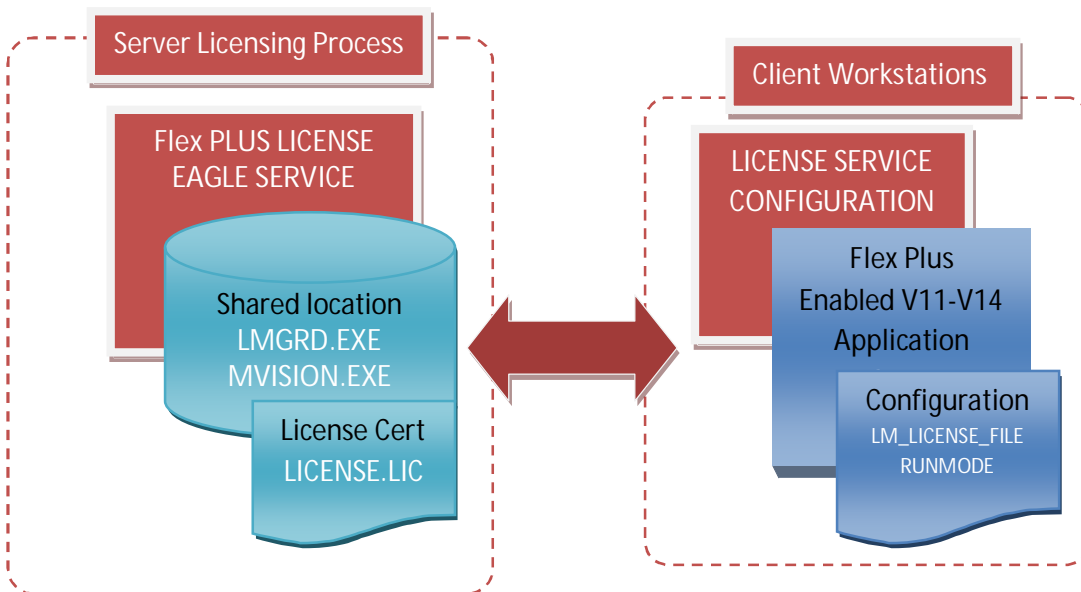 Server Licensing Process
Flex PLUS LICENSE
EAGLE SERVICE
Shared location
LMGRD.EXE
MVISION.EXE
License Cert
LICENSE.LIC
Client Workstations
LICENSE SERVICE
CONFIGURATION
Flex Plus
Enabled V11-V14
Application
Configuration
LM_LICENSE_FILE
RUNMODE